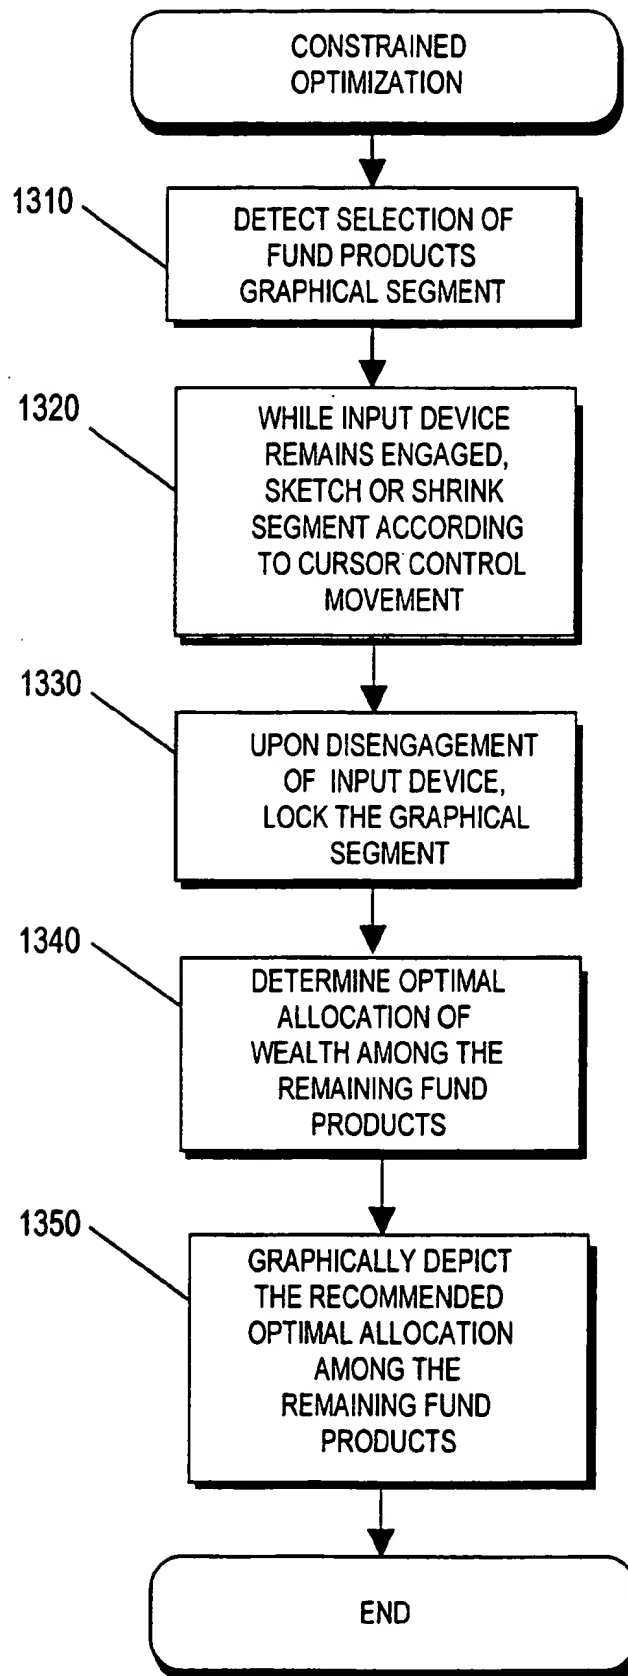 CONSTRAINED
OPTIMIZATION
1310
DETECT SELECTION OF
FUND PRODUCTS
GRAPHICAL SEGMENT
1320
WHILE INPUT DEVICE
REMAINS ENGAGED,
SKETCH OR SHRINK
SEGMENT ACCORDING
TO CURSOR CONTROL
MOVEMENT
1330
UPON DISENGAGEMENT
OF INPUT DEVICE,
LOCK THE GRAPHICAL
SEGMENT
1340
DETERMINE OPTIMAL
ALLOCATION OF
WEALTH AMONG THE
REMAINING FUND
PRODUCTS
1350
GRAPHICALLY DEPICT
THE RECOMMENDED
OPTIMAL ALLOCATION
AMONG THE
REMAINING FUND
PRODUCTS
END